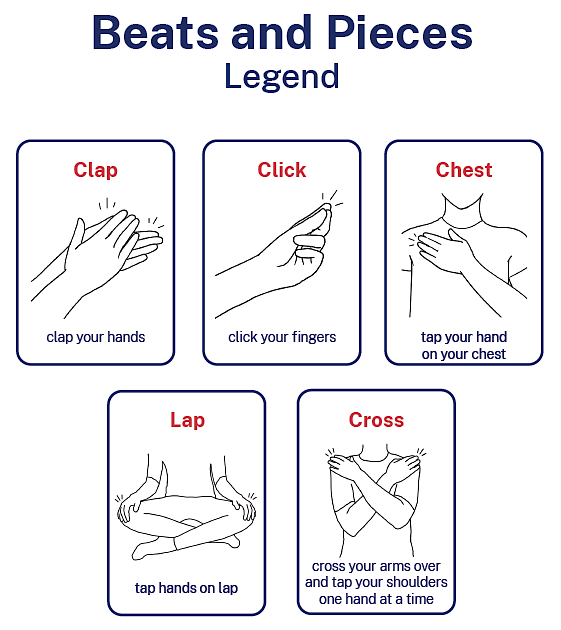 Beats and Pieces
Legend
Clap
clap your hands
Click
click your fingers
Chest
tap your hand
on your chest
Lap
tap hands on lap
Cross
cross your arms over
and tap your shoulders
one hand at a time